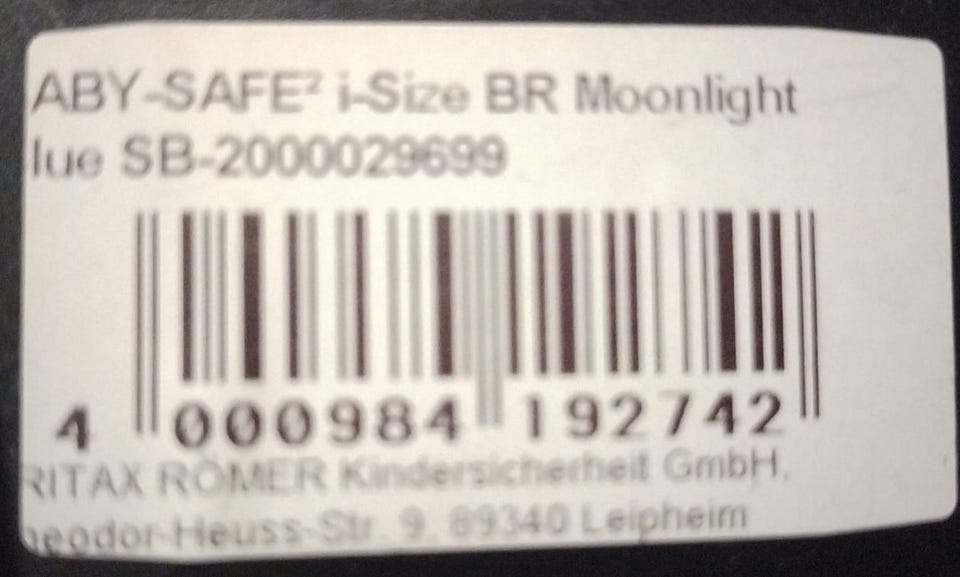 ABY-SAFE² i-Size BR Moonlight
lue SB-2000029699
4 000984 192742
RITAX RÖMER Kindersicherheit GmbH.
heodor-Heuss-Str. 9, 89340 Leipheim